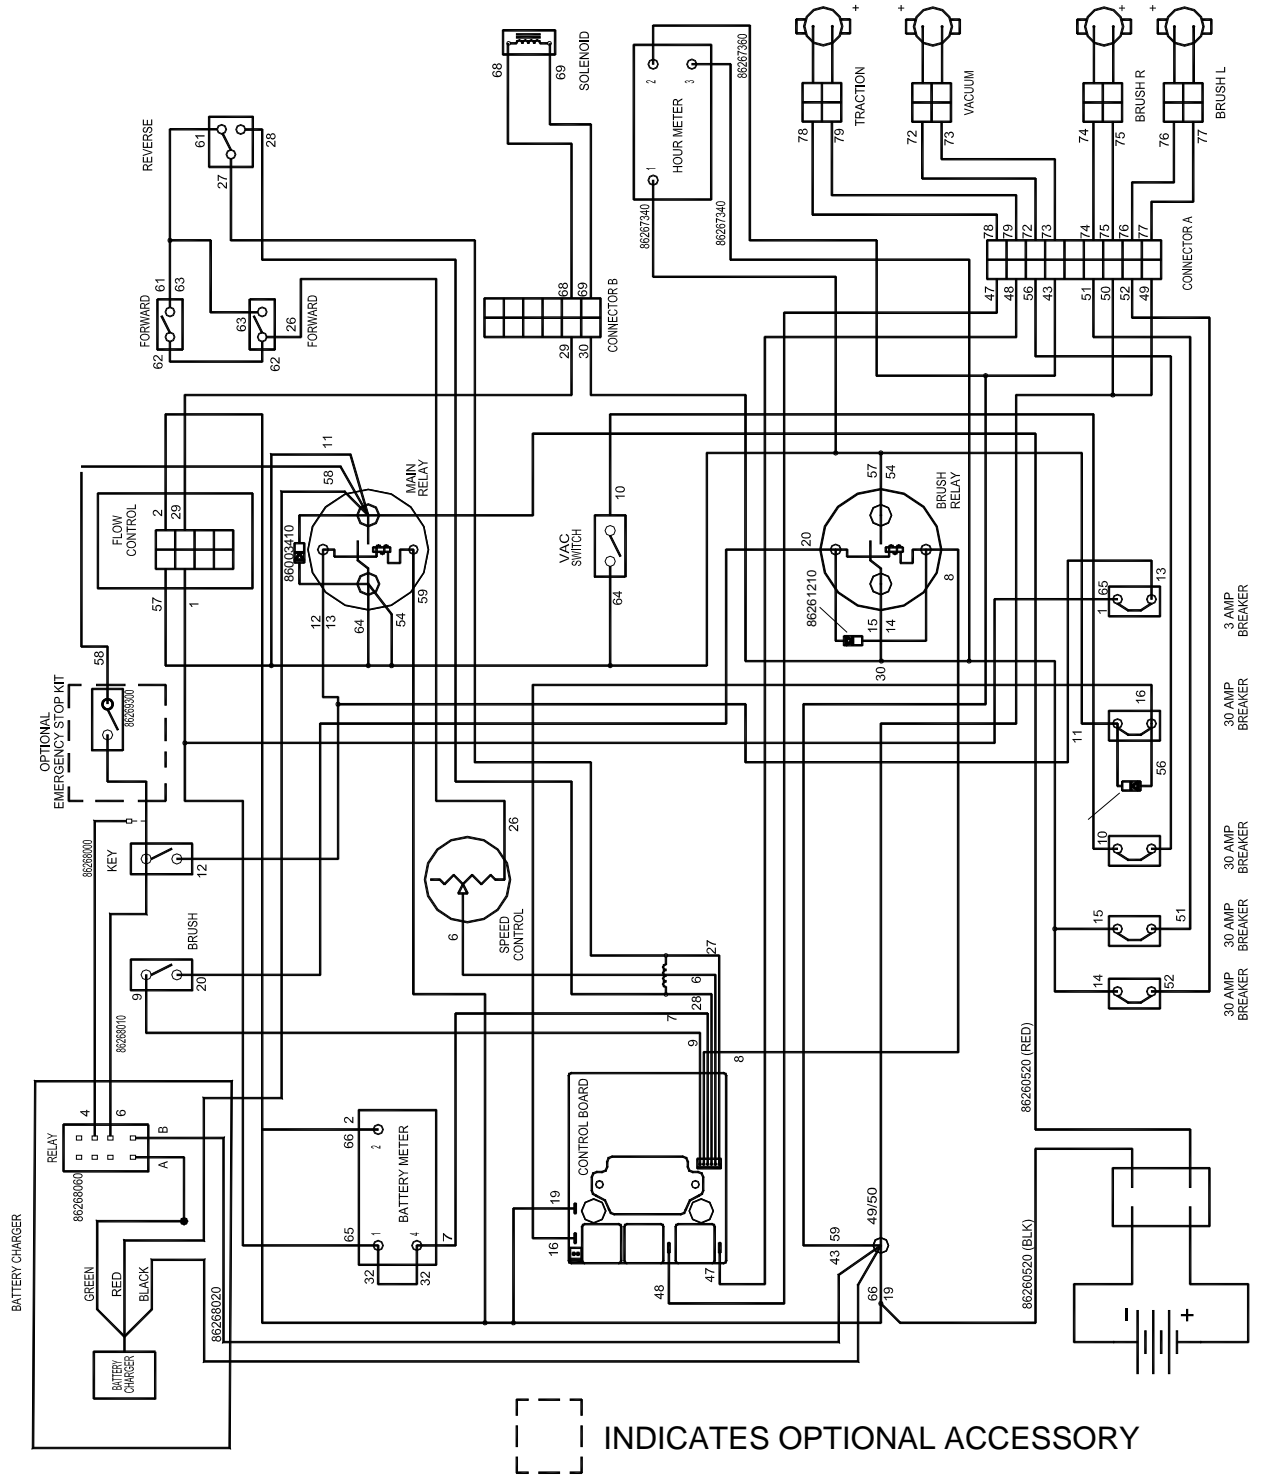 68
69
SOLENOID
2
3
1
HOUR METER
86267360
86267340
86267340
+
+
+
+
TRACTION
VACUUM
BRUSH R
BRUSH L
78
79
72
73
74
75
76
77
REVERSE
61
28
27
61
63
FORWARD
62
63
26
FORWARD
62
68
69
CONNECTOR B
29
30
78
79
72
73
74
75
76
77
CONNECTOR A
47
48
56
43
51
50
52
49
FLOW
CONTROL
2
29
57
1
11
58
MAIN
RELAY
86003410
12
13
64
54
59
10
VAC
SWITCH
64
57
54
BRUSH
RELAY
20
86261210
15
14
8
30
1
65
13
3 AMP
BREAKER
58
OPTIONAL
EMERGENCY STOP KIT
86269300
16
11
56
30 AMP
BREAKER
86268000
KEY
12
26
SPEED
CONTROL
6
10
30 AMP
BREAKER
BRUSH
9
20
86268010
15
51
30 AMP
BREAKER
14
52
30 AMP
BREAKER
27
6
28
7
9
8
BATTERY CHARGER
RELAY
4
6
B
A
86268060
GREEN
RED
BLACK
86268020
BATTERY
CHARGER
2
66
2
BATTERY METER
65
1
4
7
32
32
CONTROL BOARD
19
16
48
47
49/50
59
43
66
19
86260520 (RED)
86260520 (BLK)
-
+
INDICATES OPTIONAL ACCESSORY